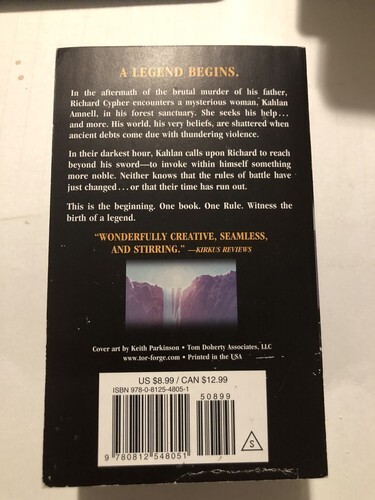 A LEGEND BEGINS.
In the aftermath of the brutal murder of his father,
Richard Cypher encounters a mysterious woman, Kahlan
Amnell, in his forest sanctuary. She seeks his help...
and more. His world, his very beliefs, are shattered when
ancient debts come due with thundering violence.
In their darkest hour, Kahlan calls upon Richard to reach
beyond his sword—to invoke within himself something
more noble. Neither knows that the rules of battle have
just changed...or that their time has run out.
This is the beginning. One book. One Rule. Witness the
birth of a legend.
"WONDERFULLY CREATIVE, SEAMLESS,
AND STIRRING." —KIRKUS REVIEWS
Cover art by Keith Parkinson • Tom Doherty Associates, LLC
www.tor-forge.com • Printed in the USA
US $8.99 / CAN $12.99
ISBN 978-0-8125-4805-1
50899
9 780812 548051
S